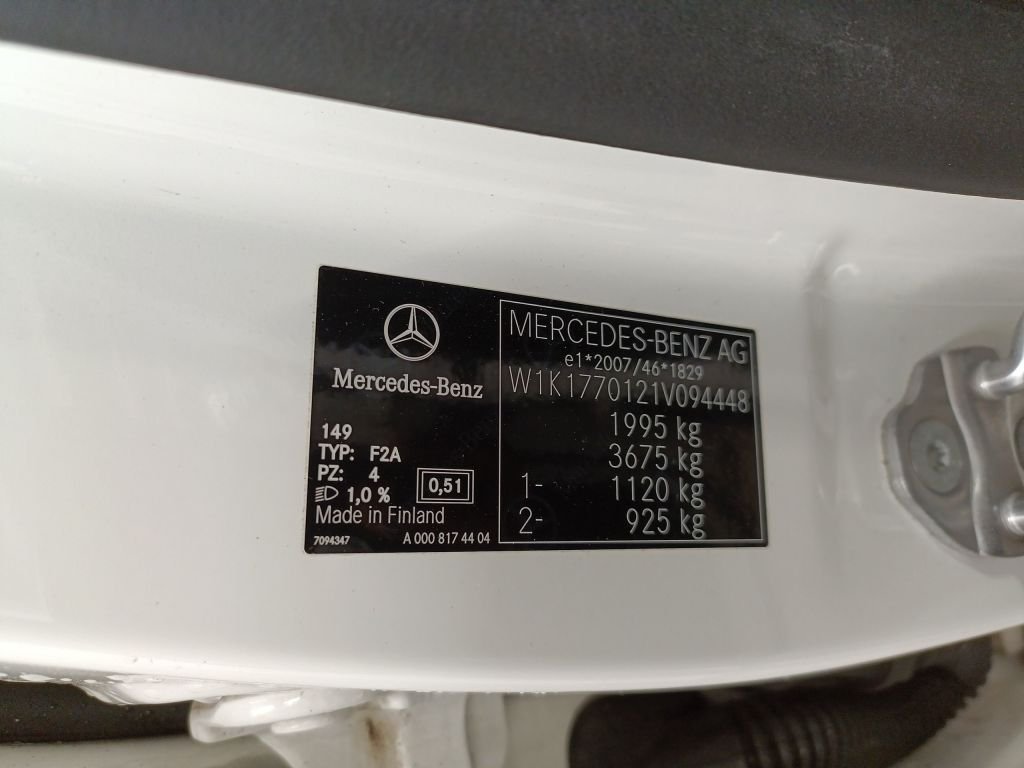 Mercedes-Benz
149
TYP: F2A
PZ: 4
1,0 %
0,51
Made in Finland
7094347
A 000 817 44 04
MERCEDES-BENZ AG
e1*2007/46*1829
W1K1770121V094448
1995 kg
3675 kg
1- 1120 kg
2- 925 kg